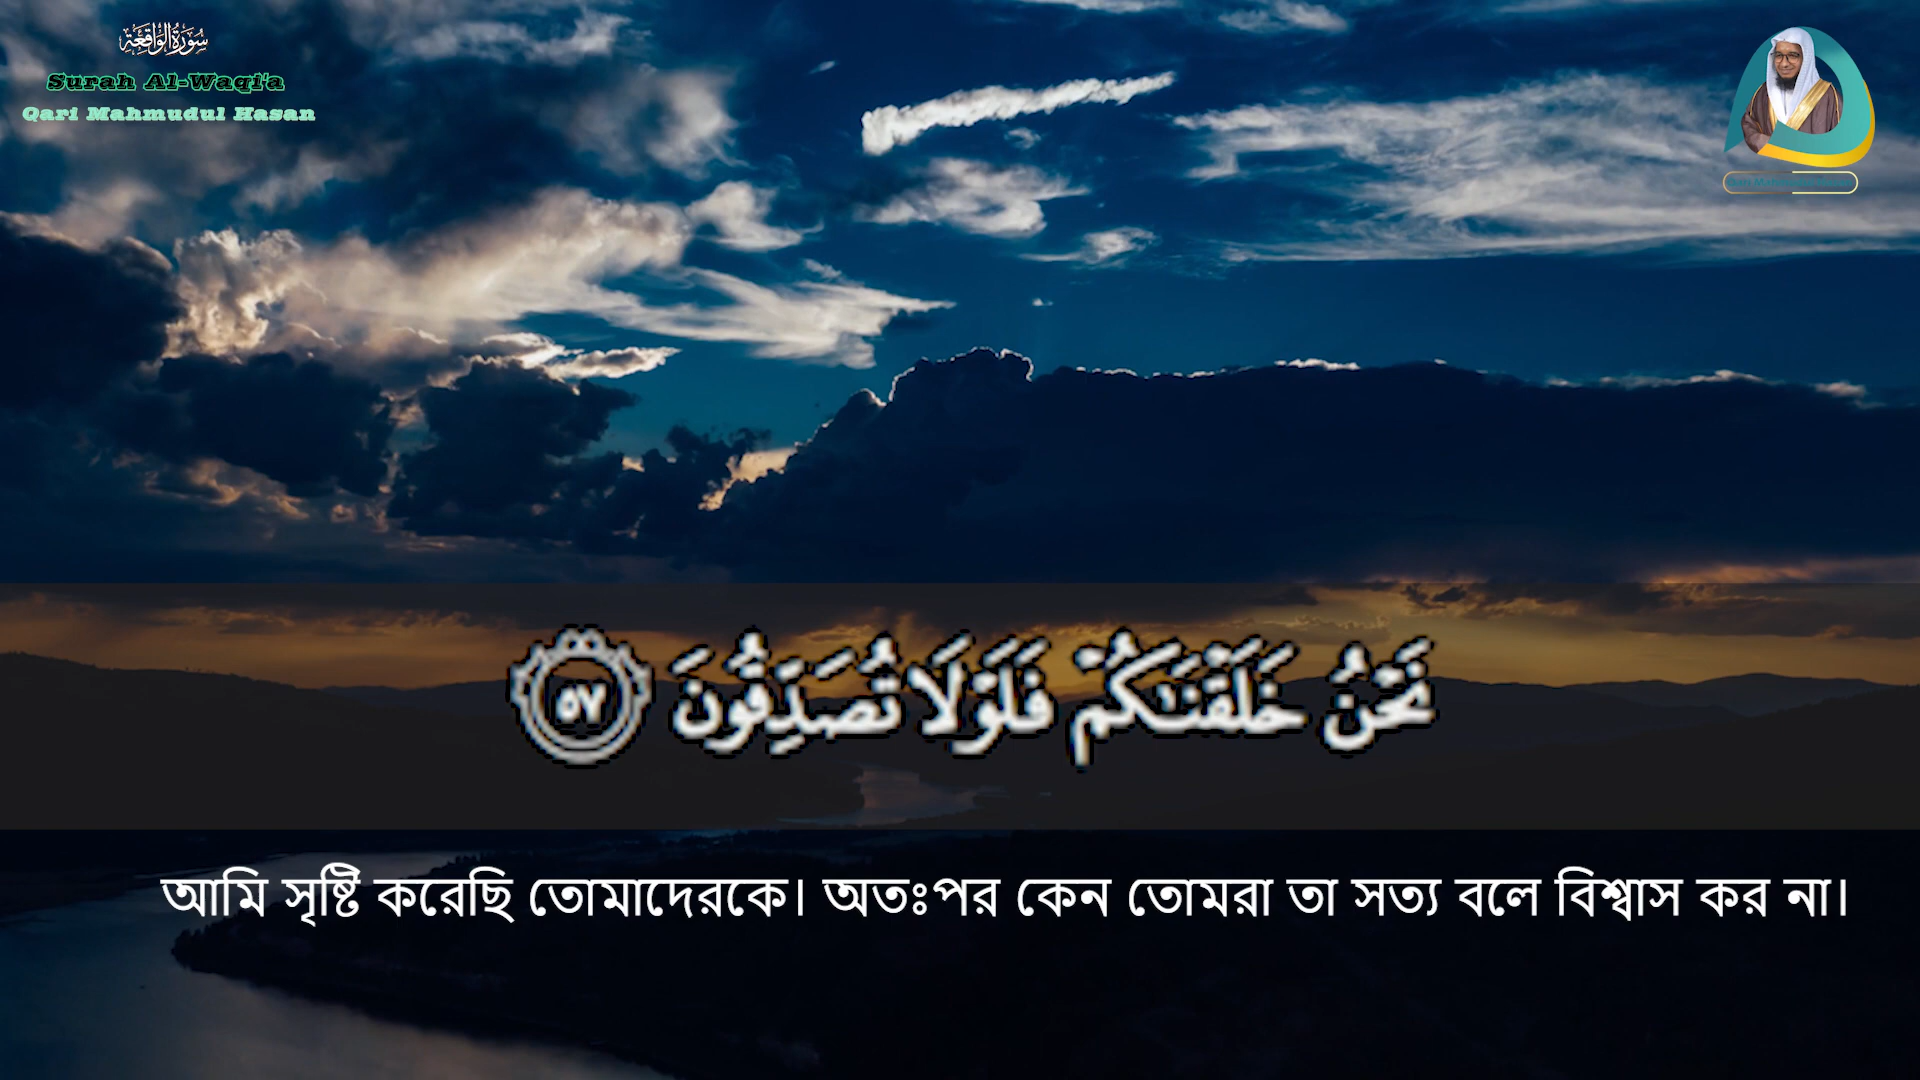 سُورَةُ الوَاقِعَةِ
Surah Al-Waqi'a
Qari Mahmudul Hasan
نَحۡنُ خَلَقۡنَٰكُمۡ فَلَوۡلَا تُصَدِّقُونَ ٥٧
আমি সৃষ্টি করেছি তোমাদেরকে। অতঃপর কেন তোমরা তা সত্য বলে বিশ্বাস কর না।